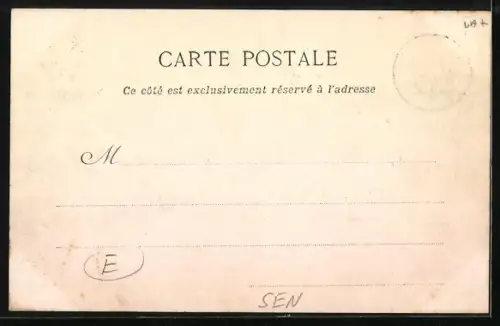 CARTE POSTALE
Ce côté est exclusivement réservé à l'adresse
M
E
SEN